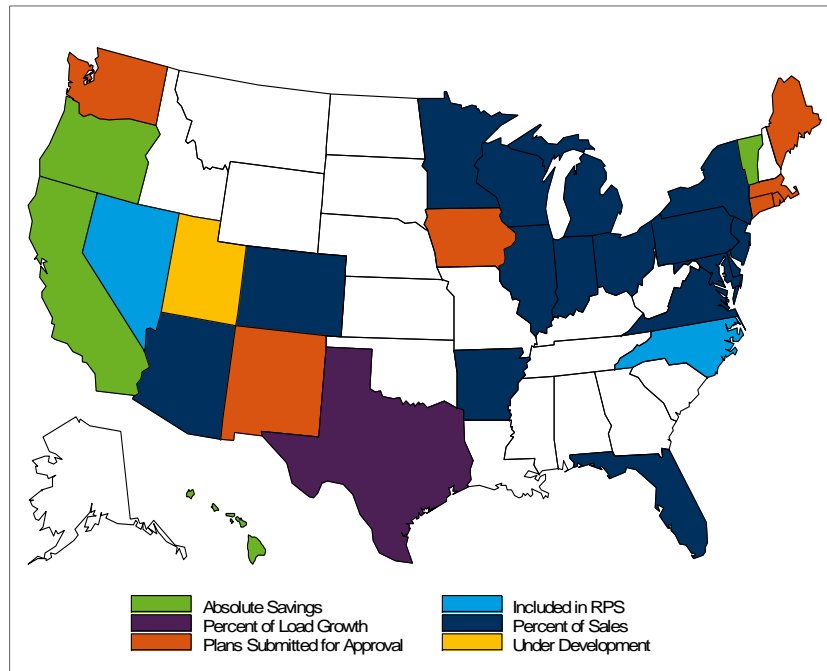 Absolute Savings
Percent of Load Growth
Plans Submitted for Approval
Included in RPS
Percent of Sales
Under Development